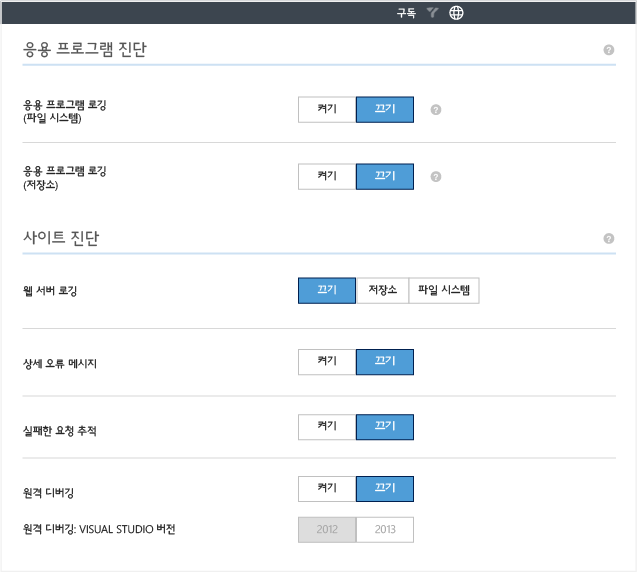 구독
응용 프로그램 진단
응용 프로그램 로깅
(파일 시스템)
켜기 끄기
응용 프로그램 로깅
(저장소)
켜기 끄기
사이트 진단
웹 서버 로깅 끄기 저장소 파일 시스템
상세 오류 메시지 켜기 끄기
실패한 요청 추적 켜기 끄기
원격 디버깅 켜기 끄기
원격 디버깅: VISUAL STUDIO 버전 2012 2013